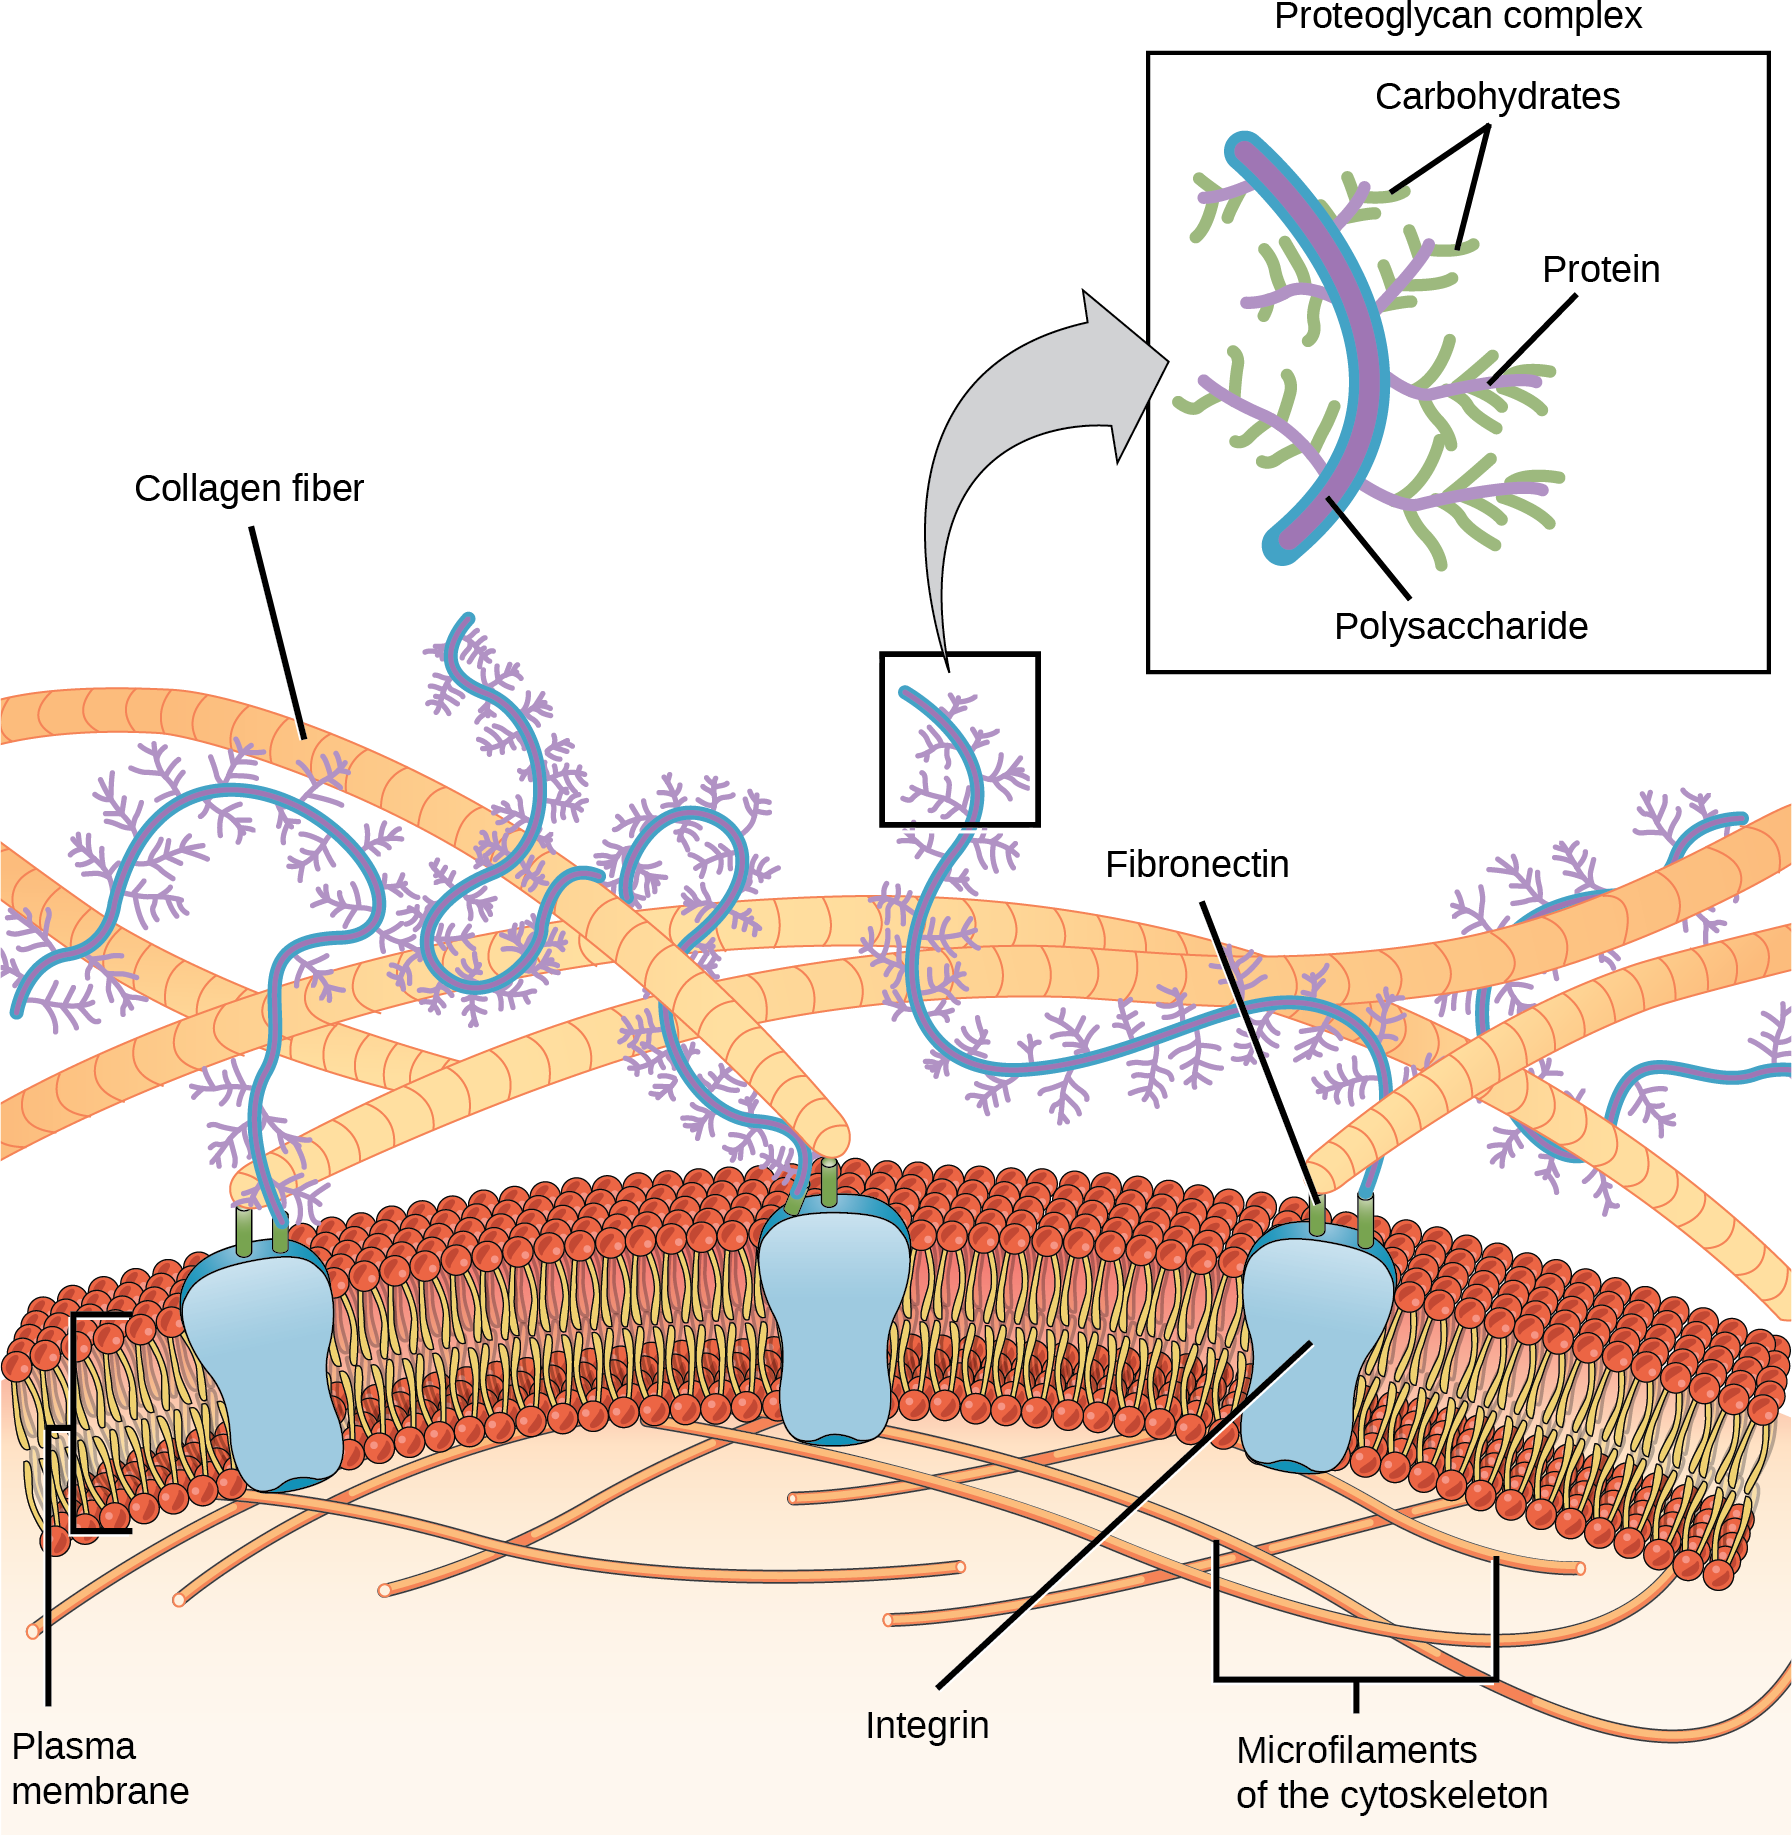 Proteoglycan complex
Carbohydrates
Protein
Polysaccharide
Collagen fiber
Fibronectin
Integrin
Plasma
membrane
Microfilaments
of the cytoskeleton